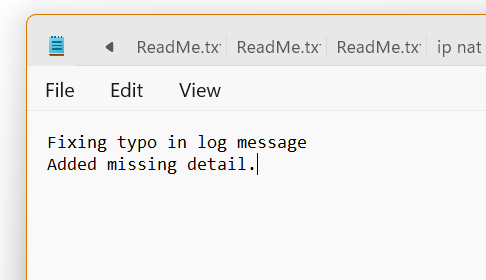 ReadMe.tx ReadMe.tx ReadMe.tx ip nat
File Edit View
Fixing typo in log message
Added missing detail.